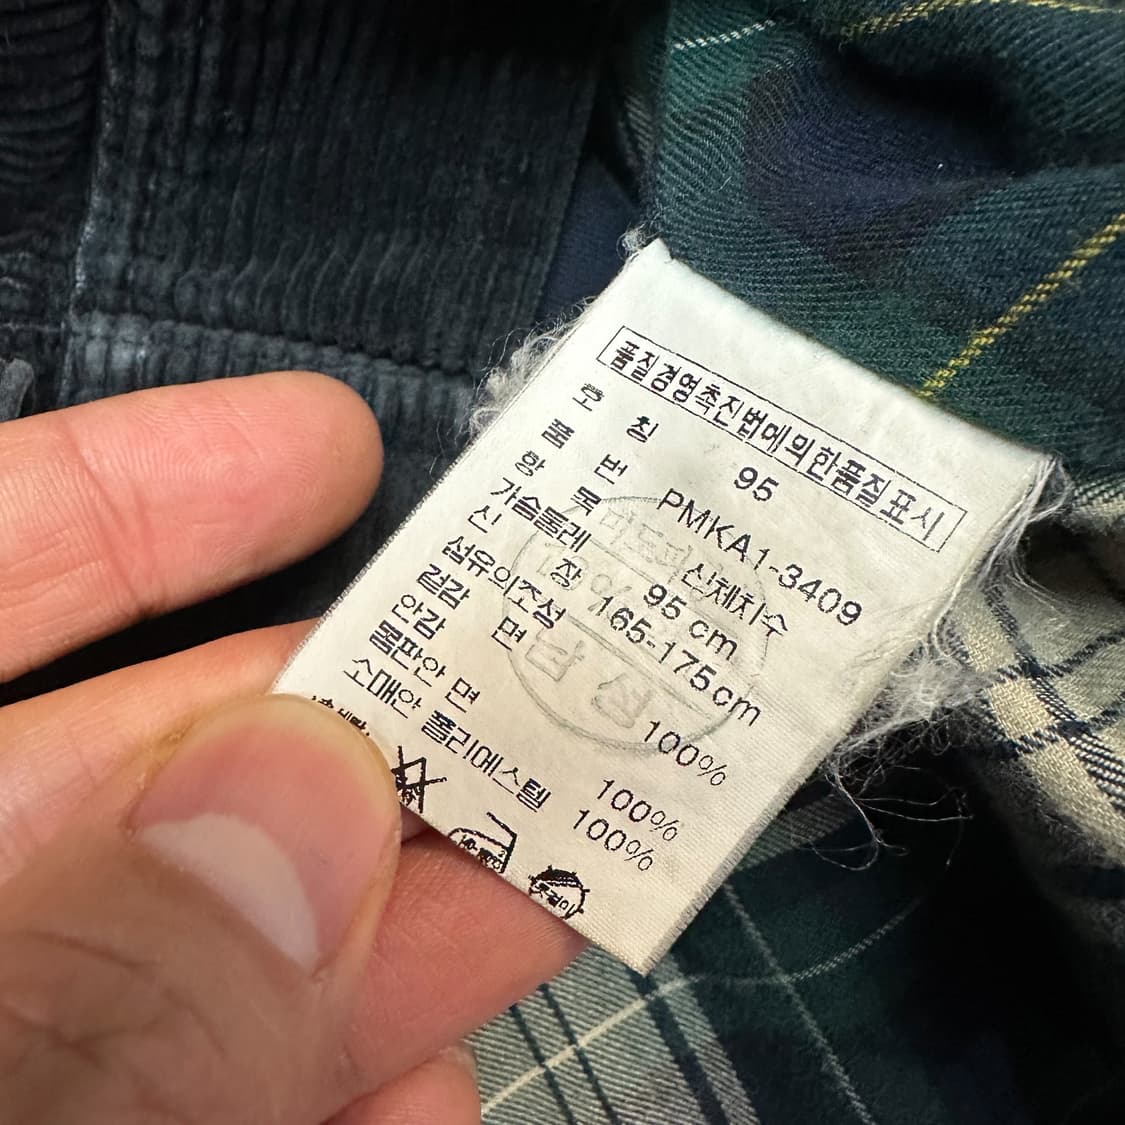 품질경영촉진법에의한품질표시
호 칭 95
품 번 PMKA1-3409
항 목 신체치수
가슴둘레 95 cm
신 장 165-175cm
섬유의조성
겉감 면 100%
안감
몸판안 면 100%
소매안 폴리에스텔 100%
옷걸이